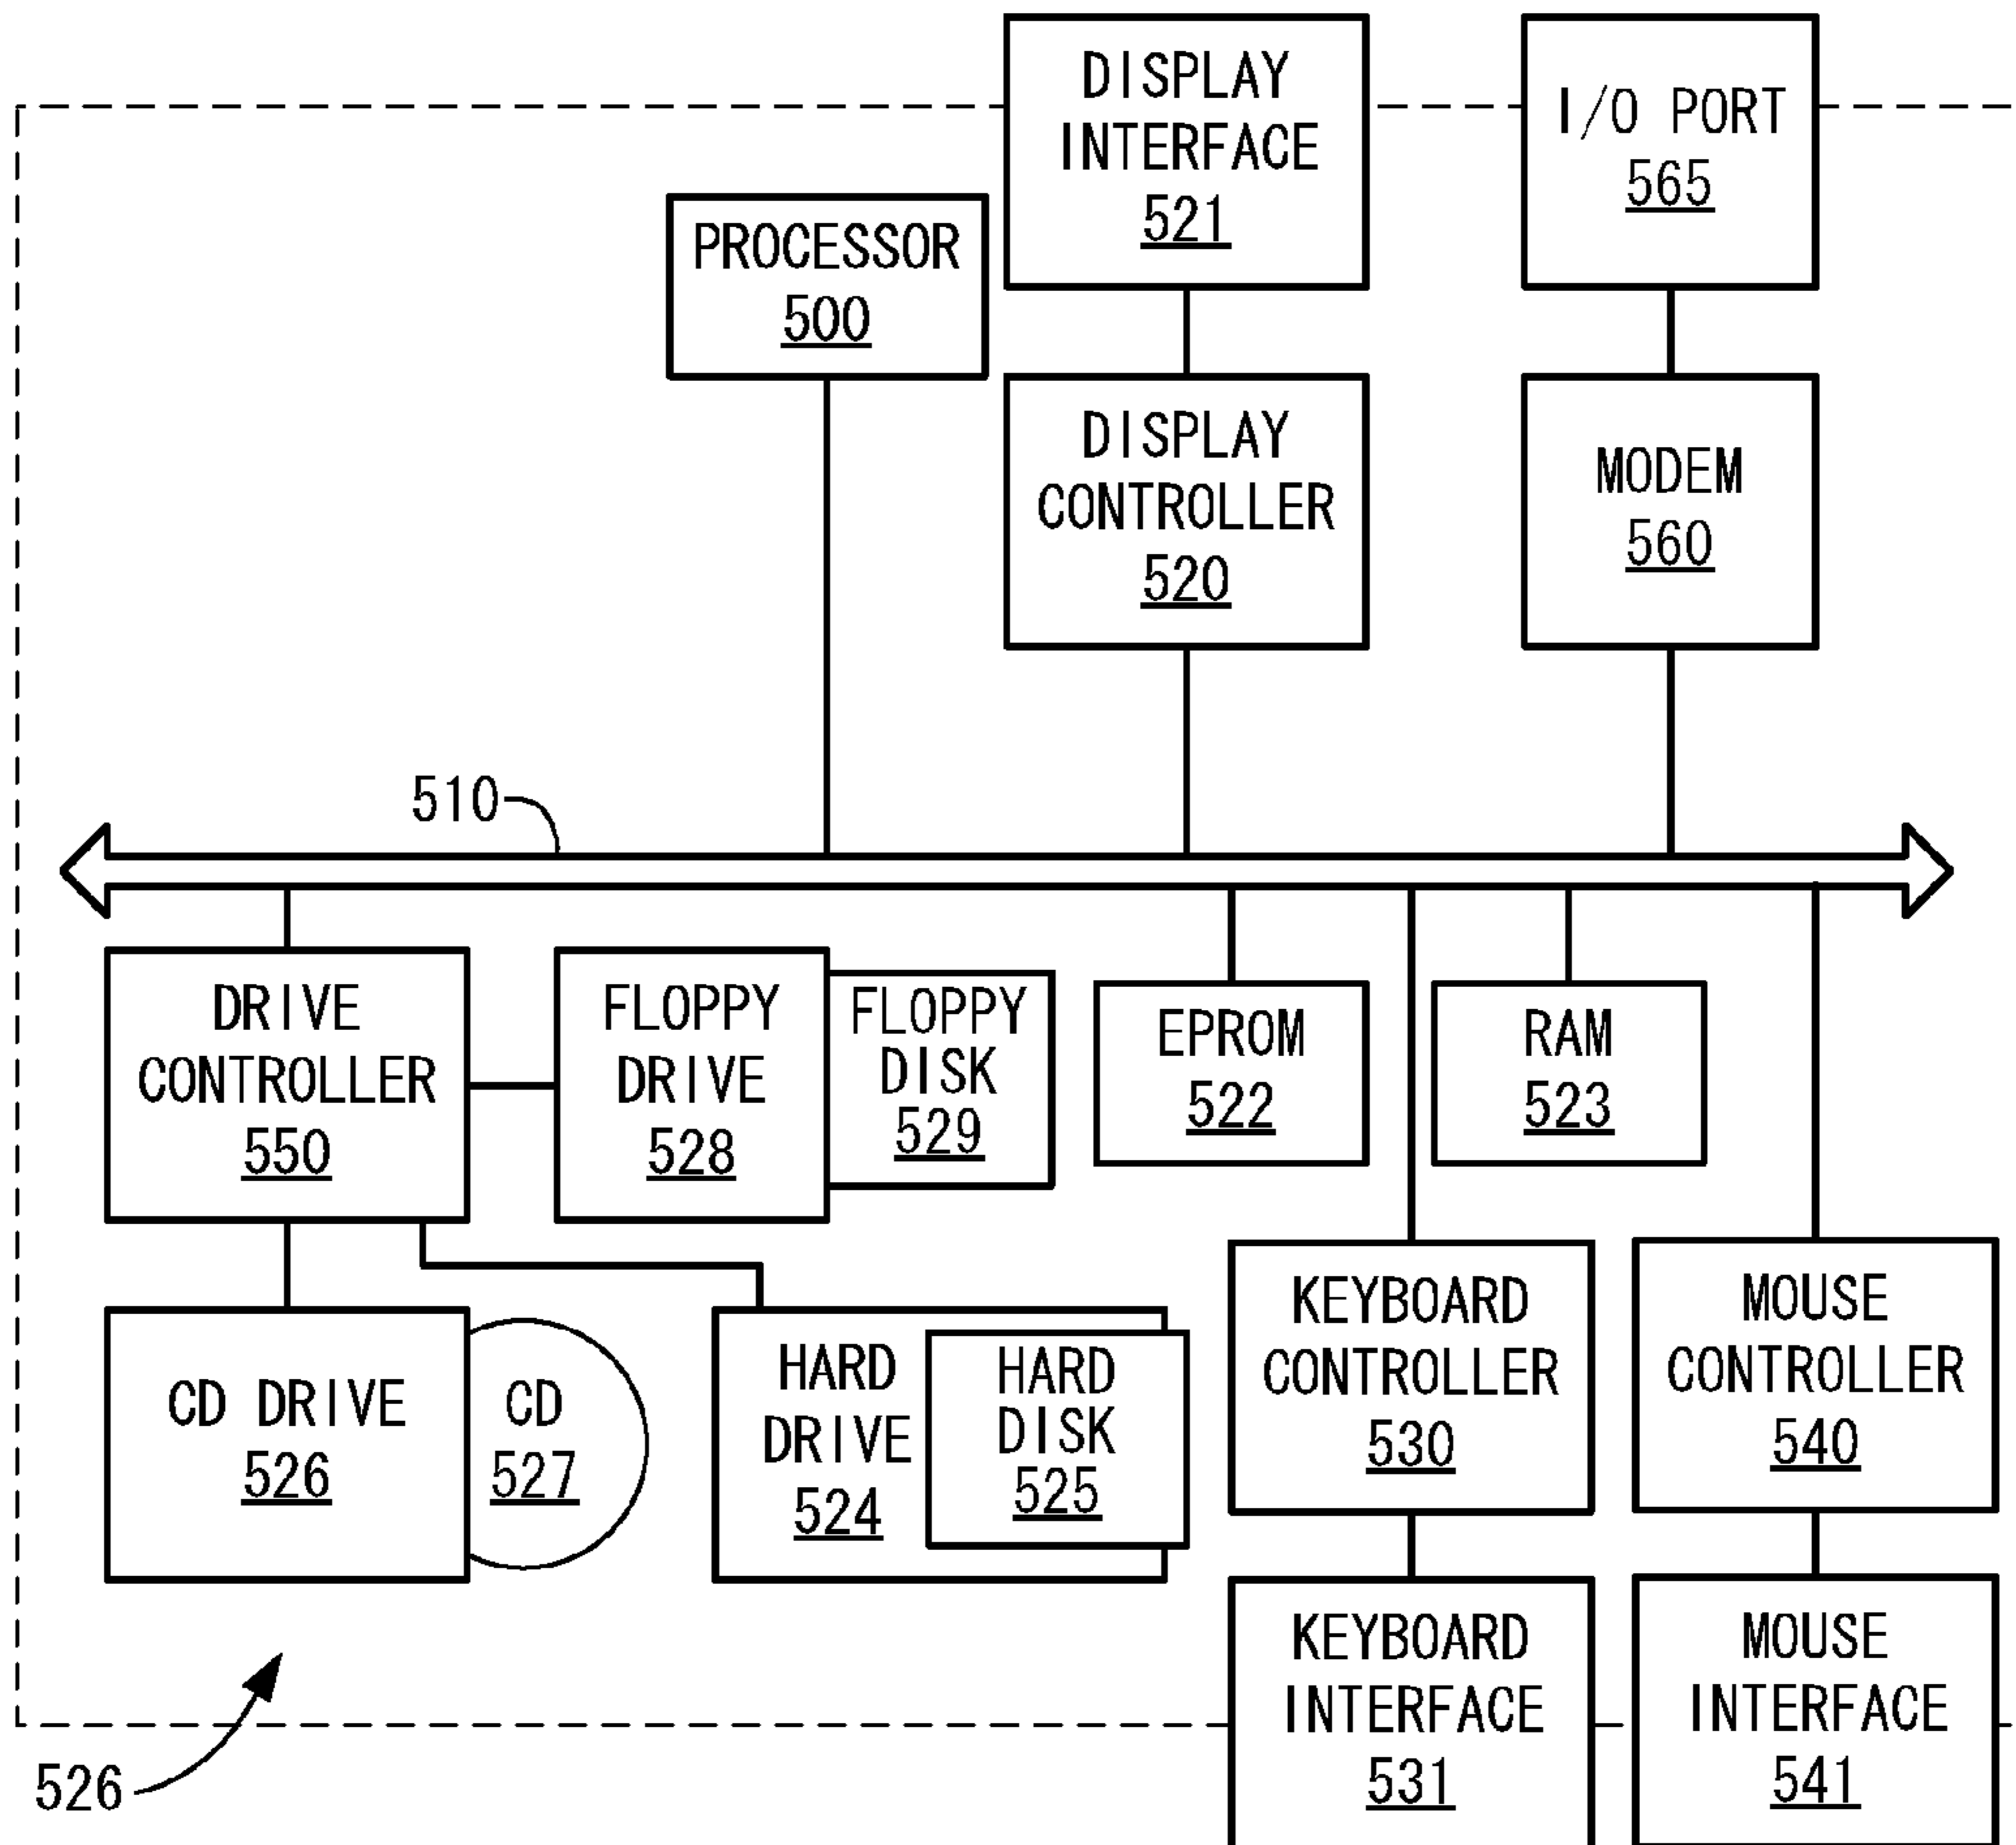 DISPLAY
INTERFACE
521
I/O PORT
565
PROCESSOR
500
DISPLAY
CONTROLLER
520
MODEM
560
510
DRIVE
CONTROLLER
550
FLOPPY
DRIVE
528
FLOPPY
DISK
529
EPROM
522
RAM
523
CD DRIVE
526
CD
527
HARD
DRIVE
524
HARD
DISK
525
KEYBOARD
CONTROLLER
530
MOUSE
CONTROLLER
540
KEYBOARD
INTERFACE
531
MOUSE
INTERFACE
541
526